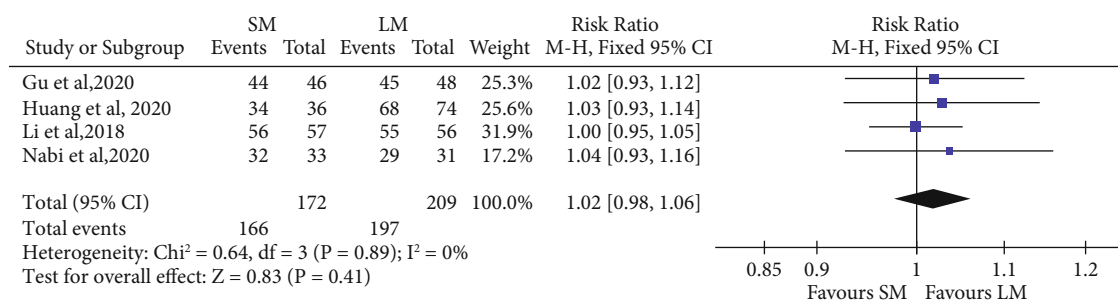 SM LM Risk Ratio Risk Ratio
Study or Subgroup Events Total Events Total Weight M-H, Fixed 95% CI M-H, Fixed 95% CI
Gu et al,2020 44 46 45 48 25.3% 1.02 [0.93, 1.12]
Huang et al, 2020 34 36 68 74 25.6% 1.03 [0.93, 1.14]
Li et al,2018 56 57 55 56 31.9% 1.00 [0.95, 1.05]
Nabi et al,2020 32 33 29 31 17.2% 1.04 [0.93, 1.16]
Total (95% CI) 172 209 100.0% 1.02 [0.98, 1.06]
Total events 166 197
Heterogeneity: Chi² = 0.64, df = 3 (P = 0.89); I² = 0%
Test for overall effect: Z = 0.83 (P = 0.41)
0.85 0.9 1 1.1 1.2
Favours SM Favours LM